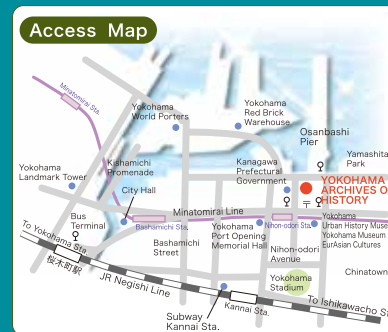 Access Map
Minatomirai Sta.
Yokohama
World Porters
Yokohama
Red Brick
Warehouse
Osanbashi
Pier
Yamashita
Park
Kishamichi
Promenade
Kanagawa
Prefectural
Government
Yokohama
Landmark Tower
City Hall
YOKOHAMA
ARCHIVES O
HISTORY
Bus
Terminal
Minatomirai Line
Bashamichi Sta.
Yokohama
Port Opening
Memorial Hall
Nihon-odori Sta.
Yokohama
Urban History Muse
Yokohama Museum
EurAsian Cultures
To Yokohama Sta.
桜木町駅
Bashamichi
Street
Nihon-odori
Avenue
Chinatown
JR Negishi Line
Yokohama
Stadium
Kannai Sta.
To Ishikawacho S
Subway
Kannai Sta.